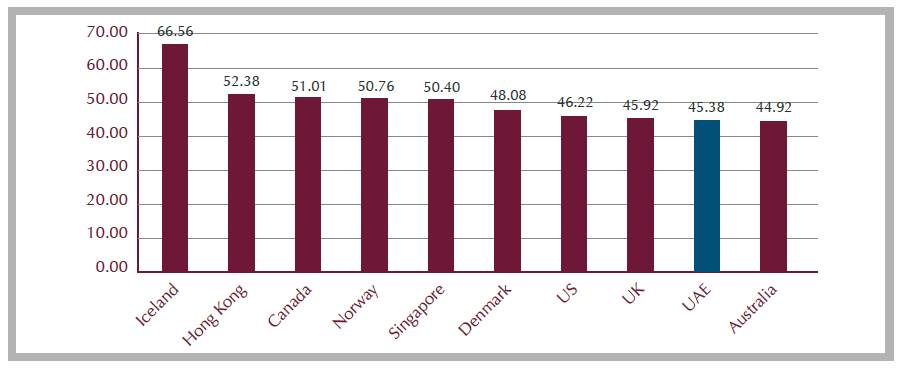 70.00
60.00
50.00
40.00
30.00
20.00
10.00
0.00
66.56
52.38
51.01
50.76
50.40
48.08
46.22
45.92
45.38
44.92
Iceland
Hong Kong
Canada
Norway
Singapore
Denmark
US
UK
UAE
Australia